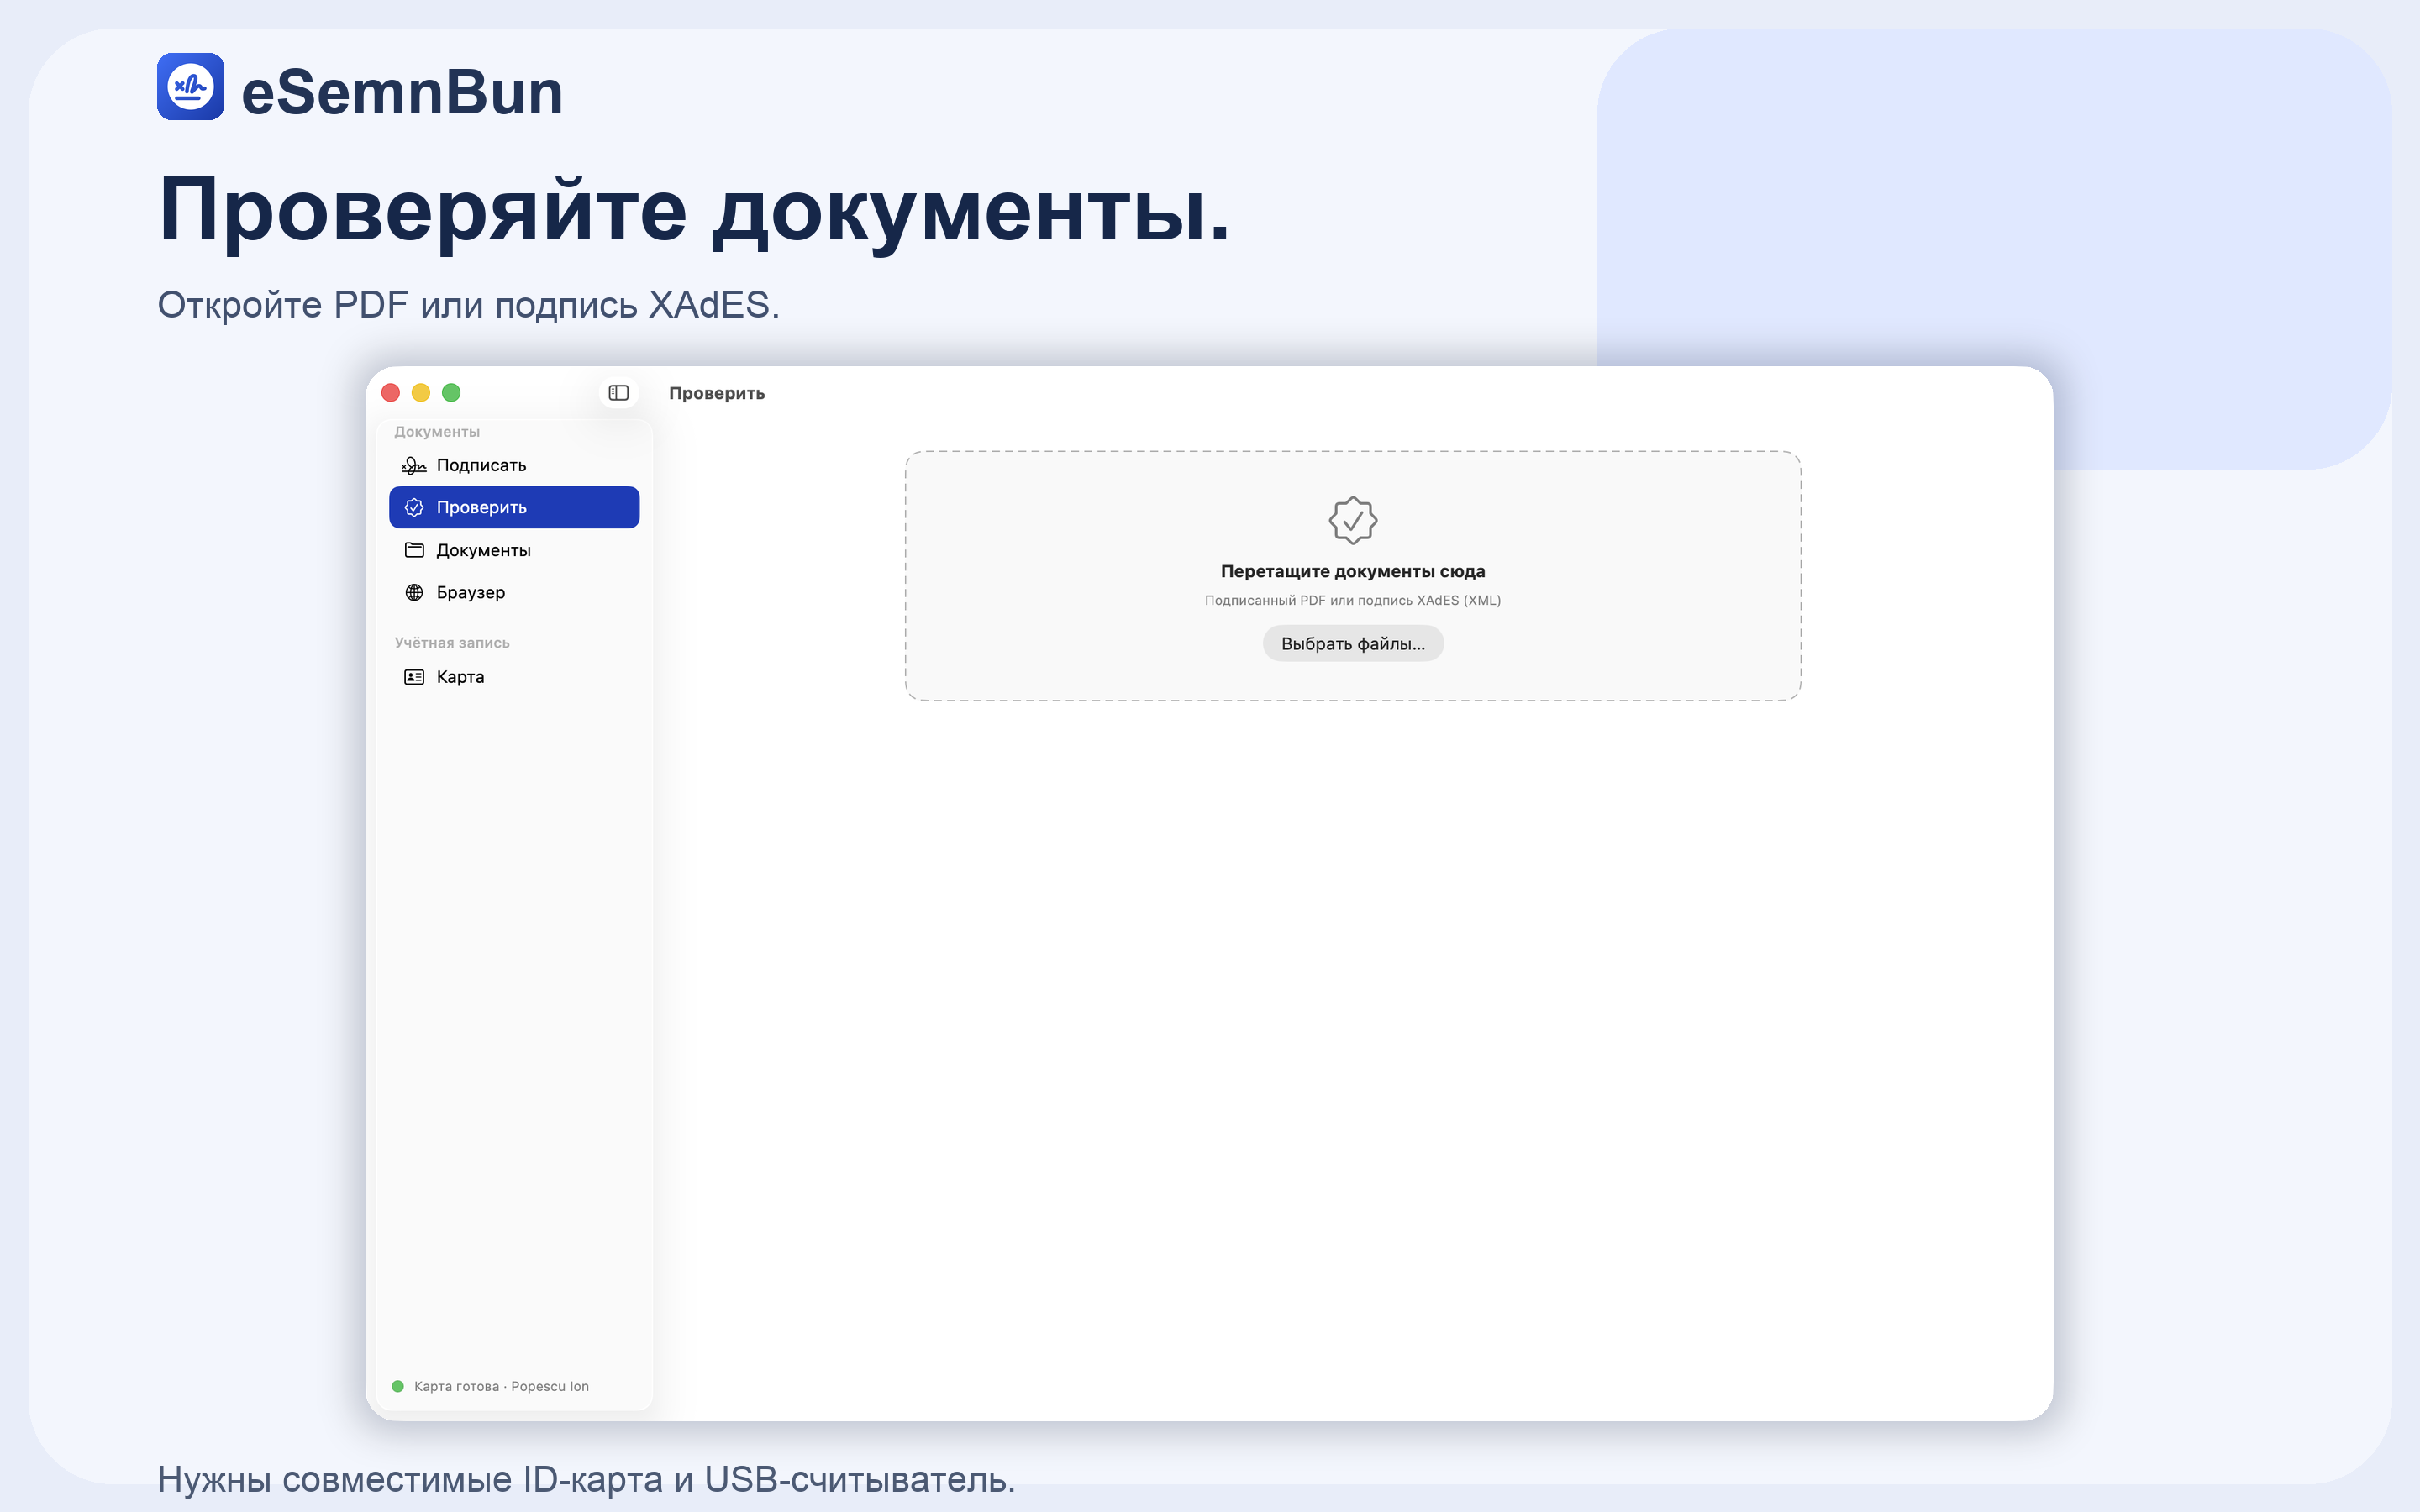 eSemnBun
Проверяйте документы.
Откройте PDF или подпись XAdES.
Проверить
Документы
Подписать
Проверить
Документы
Браузер
Учётная запись
Карта
Перетащите документы сюда
Подписанный PDF или подпись XAdES (XML)
Выбрать файлы...
Карта готова · Popescu Ion
Нужны совместимые ID-карта и USB-считыватель.